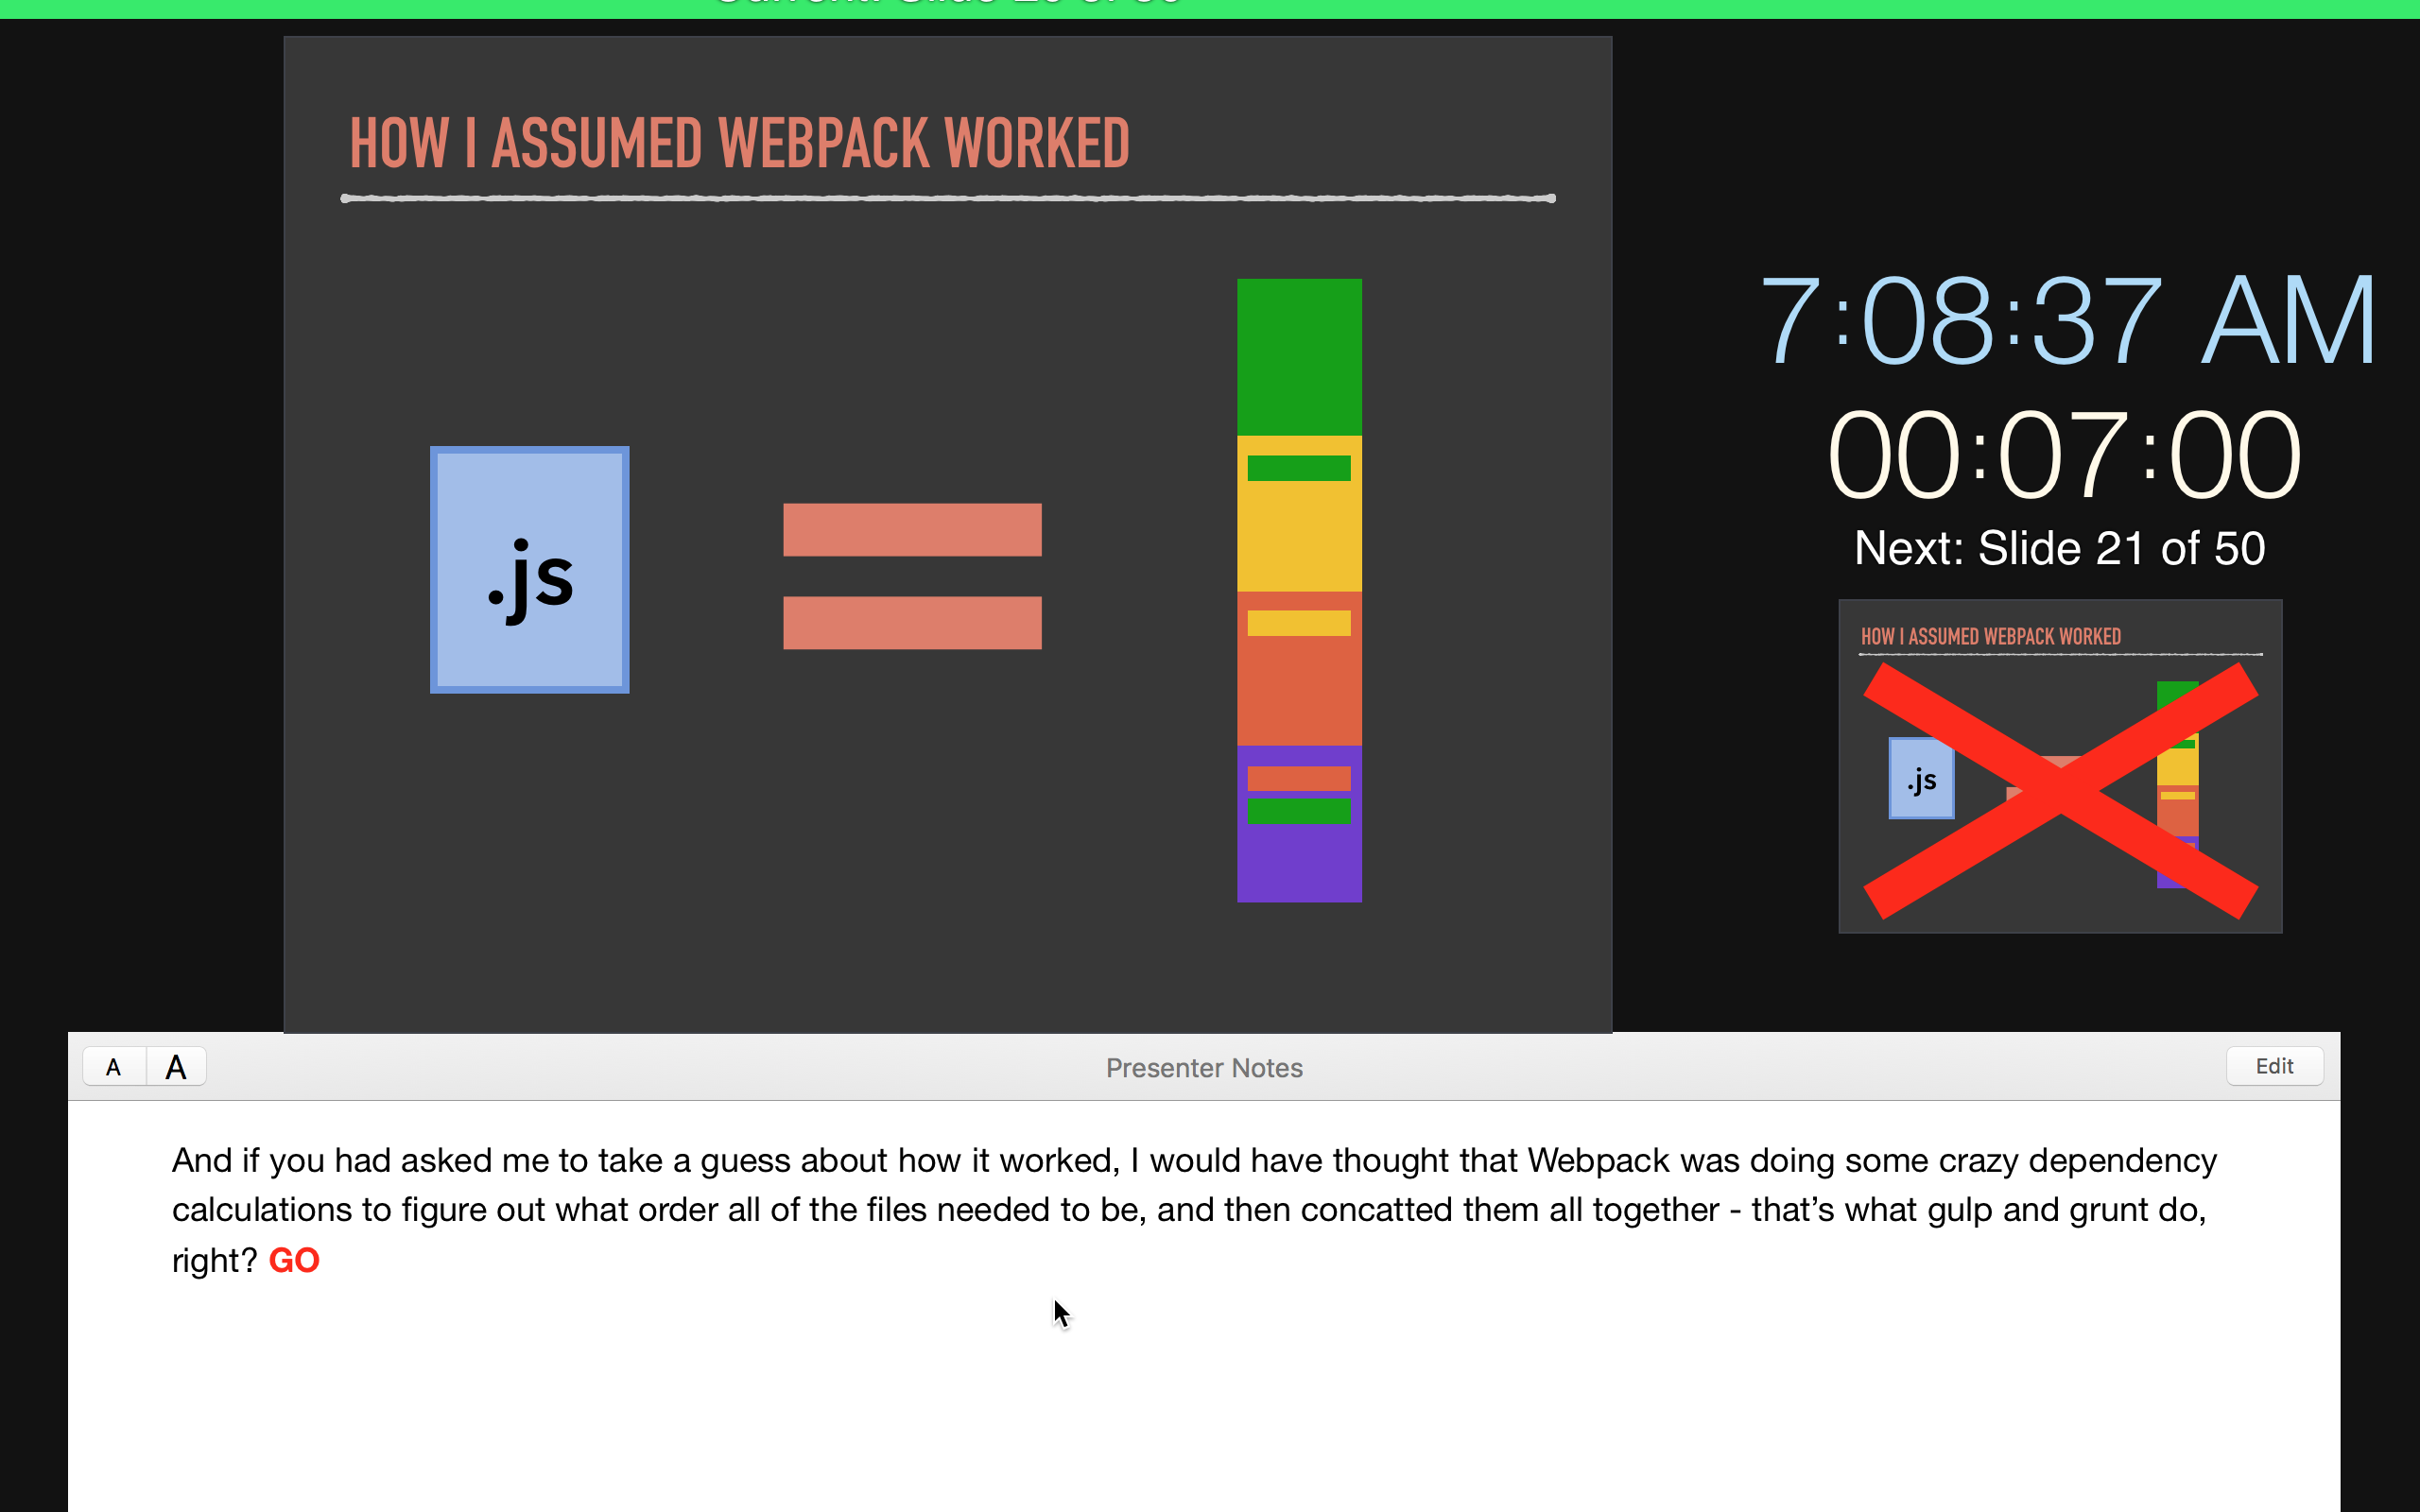 HOW I ASSUMED WEBPACK WORKED
.js
7:08:37 AM
00:07:00
Next: Slide 21 of 50
HOW I ASSUMED WEBPACK WORKED
.js
A A Presenter Notes Edit
And if you had asked me to take a guess about how it worked, I would have thought that Webpack was doing some crazy dependency
calculations to figure out what order all of the files needed to be, and then concatted them all together - that’s what gulp and grunt do,
right? GO